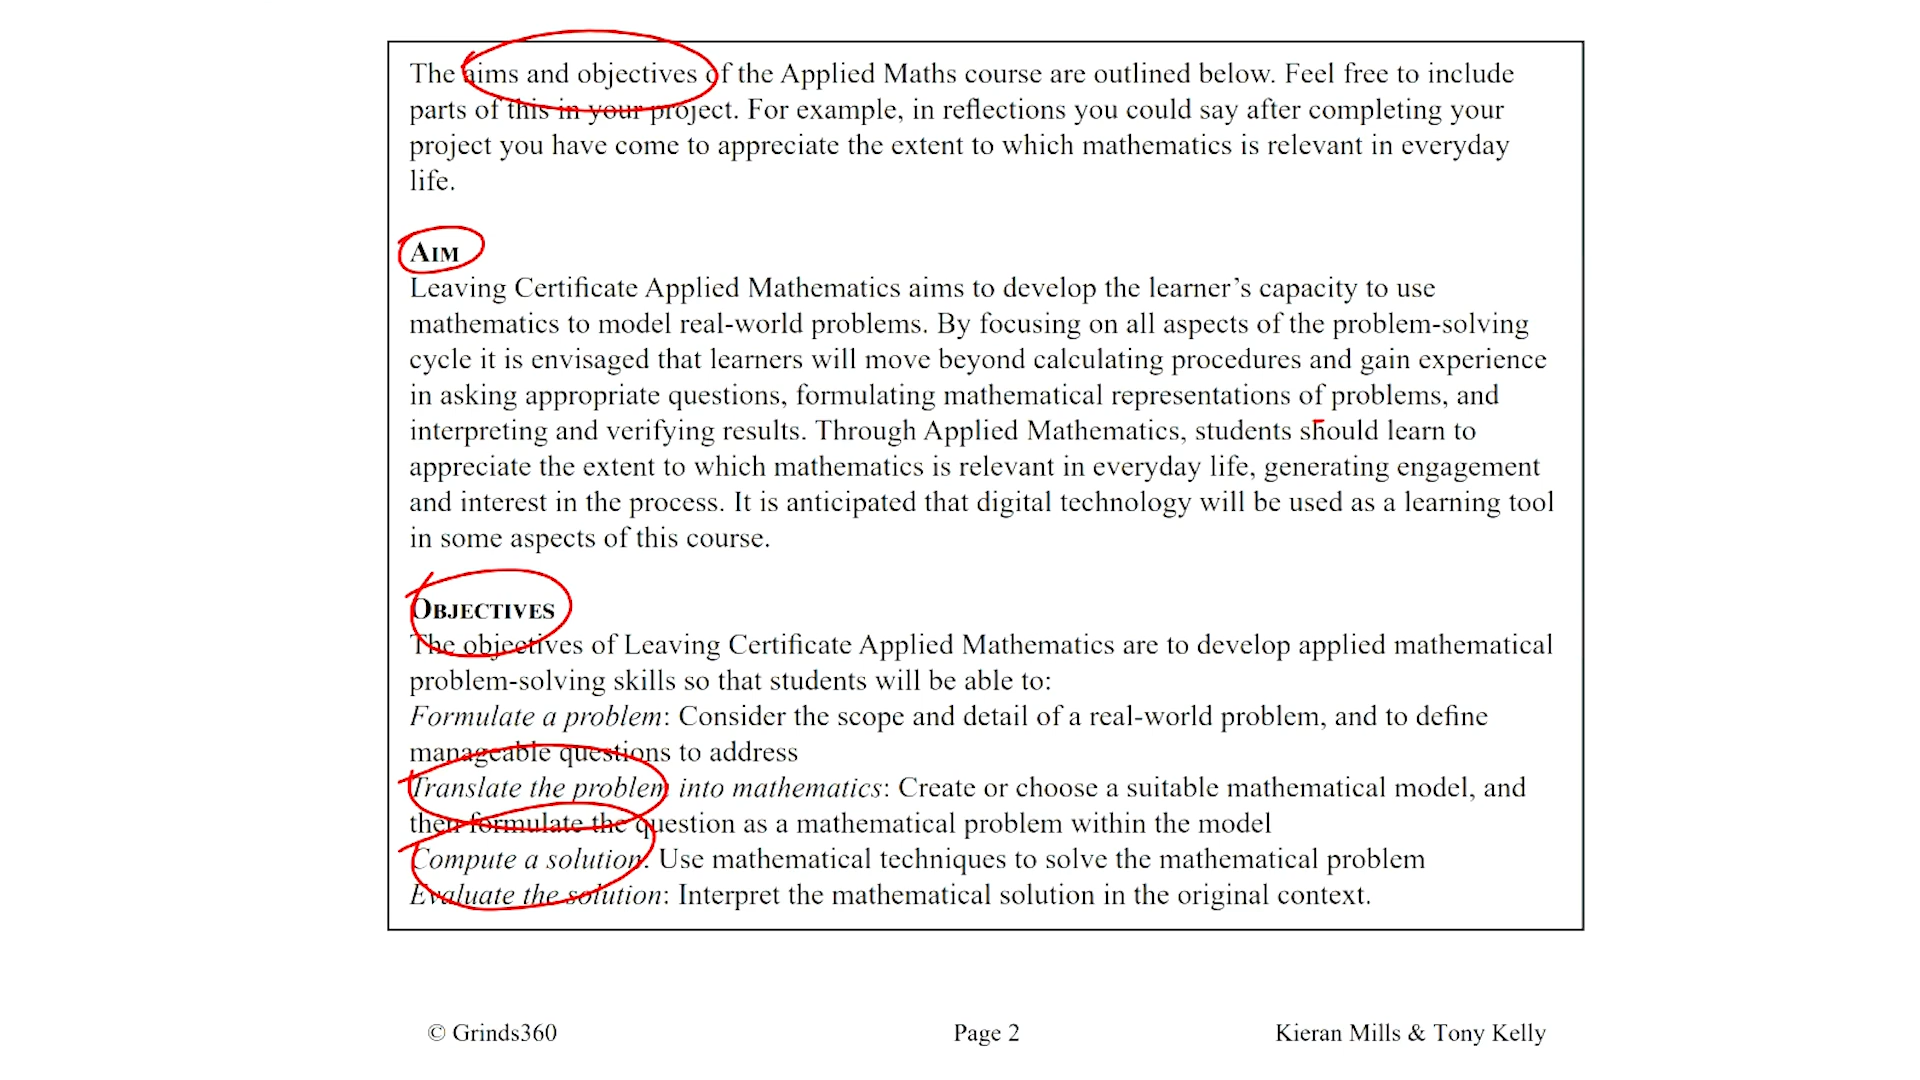 The aims and objectives of the Applied Maths course are outlined below. Feel free to include
parts of this in your project. For example, in reflections you could say after completing your
project you have come to appreciate the extent to which mathematics is relevant in everyday
life.
AIM
Leaving Certificate Applied Mathematics aims to develop the learner’s capacity to use
mathematics to model real-world problems. By focusing on all aspects of the problem-solving
cycle it is envisaged that learners will move beyond calculating procedures and gain experience
in asking appropriate questions, formulating mathematical representations of problems, and
interpreting and verifying results. Through Applied Mathematics, students should learn to
appreciate the extent to which mathematics is relevant in everyday life, generating engagement
and interest in the process. It is anticipated that digital technology will be used as a learning tool
in some aspects of this course.
OBJECTIVES
The objectives of Leaving Certificate Applied Mathematics are to develop applied mathematical
problem-solving skills so that students will be able to:
Formulate a problem: Consider the scope and detail of a real-world problem, and to define
manageable questions to address
Translate the problem into mathematics: Create or choose a suitable mathematical model, and
then formulate the question as a mathematical problem within the model
Compute a solution: Use mathematical techniques to solve the mathematical problem
Evaluate the solution: Interpret the mathematical solution in the original context.
© Grinds360 Page 2 Kieran Mills & Tony Kelly